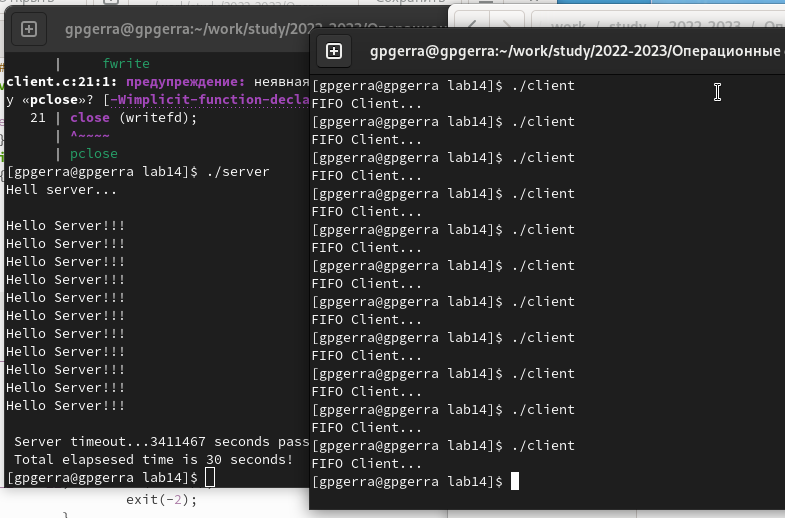 gpgerra@gpgerra:~/work/study/2022-2023/
| fwrite
client.c:21:1: предупреждение: неявная
у «pclose»? [-Wimplicit-function-decla
21 | close (writefd);
| ^~~~~
| pclose
[gpgerra@gpgerra lab14]$ ./server
Hell server...
Hello Server!!!
Hello Server!!!
Hello Server!!!
Hello Server!!!
Hello Server!!!
Hello Server!!!
Hello Server!!!
Hello Server!!!
Hello Server!!!
Hello Server!!!
Hello Server!!!
Server timeout...3411467 seconds pass
Total elapsesed time is 30 seconds!
[gpgerra@gpgerra lab14]$
exit(-2);
}
work / study / 2022-2023 / Оп
gpgerra@gpgerra:~/work/study/2022-2023/Операционные
[gpgerra@gpgerra lab14]$ ./client
FIFO Client...
[gpgerra@gpgerra lab14]$ ./client
FIFO Client...
[gpgerra@gpgerra lab14]$ ./client
FIFO Client...
[gpgerra@gpgerra lab14]$ ./client
FIFO Client...
[gpgerra@gpgerra lab14]$ ./client
FIFO Client...
[gpgerra@gpgerra lab14]$ ./client
FIFO Client...
[gpgerra@gpgerra lab14]$ ./client
FIFO Client...
[gpgerra@gpgerra lab14]$ ./client
FIFO Client...
[gpgerra@gpgerra lab14]$ ./client
FIFO Client...
[gpgerra@gpgerra lab14]$ ./client
FIFO Client...
[gpgerra@gpgerra lab14]$ ./client
FIFO Client...
[gpgerra@gpgerra lab14]$